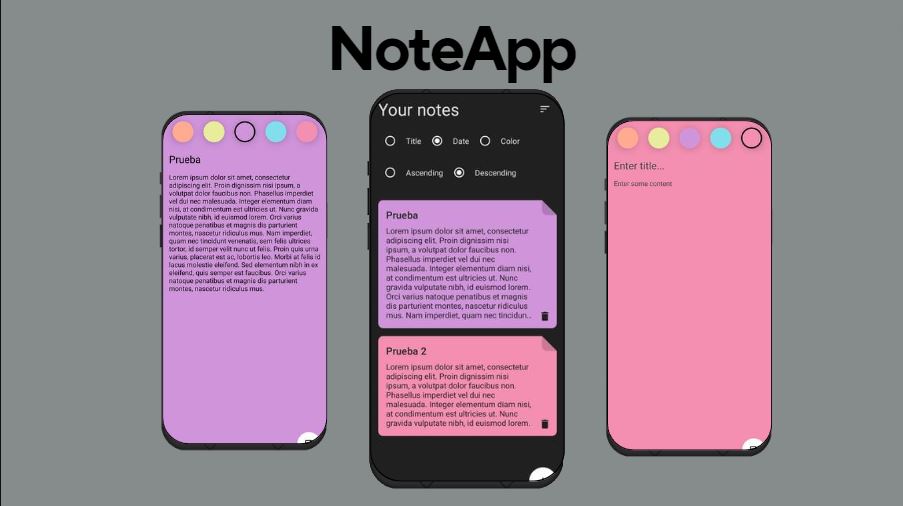 NoteApp
Prueba
Lorem ipsum dolor sit amet, consectetur
adipiscing elit. Proin dignissim nisi
ipsum, a volutpat dolor faucibus non.
Phasellus imperdiet vel dui nec
malesuada. Integer elementum diam
nisi, at condimentum est ultricies ut. Nunc gravida
vulputate nibh, id euismod lorem. Orci varius
natoque penatibus et magnis dis parturient
montes, nascetur ridiculus mus. Nam imperdiet,
quam nec tincidunt venenatis, sem felis ultrices
tortor, id semper velit nunc ut felis. Proin quis urna
varius, placerat est ac, lobortis leo. Morbi at felis id
lacus molestie eleifend. Sed elementum nibh in ex
eleifend, quis semper est faucibus. Orci varius
natoque penatibus et magnis dis parturient
montes, nascetur ridiculus mus.
Your notes
Title Date Color
Ascending Descending
Prueba
Lorem ipsum dolor sit amet, consectetur
adipiscing elit. Proin dignissim nisi
ipsum, a volutpat dolor faucibus non.
Phasellus imperdiet vel dui nec
malesuada. Integer elementum diam nisi,
at condimentum est ultricies ut. Nunc
gravida vulputate nibh, id euismod lorem.
Orci varius natoque penatibus et magnis
dis parturient montes, nascetur ridiculus
mus. Nam imperdiet, quam nec tincidun...
Prueba 2
Lorem ipsum dolor sit amet, consectetur
adipiscing elit. Proin dignissim nisi
ipsum, a volutpat dolor faucibus non.
Phasellus imperdiet vel dui nec
malesuada. Integer elementum diam nisi,
at condimentum est ultricies ut. Nunc
gravida vulputate nibh, id euismod lorem.
Enter title...
Enter some content